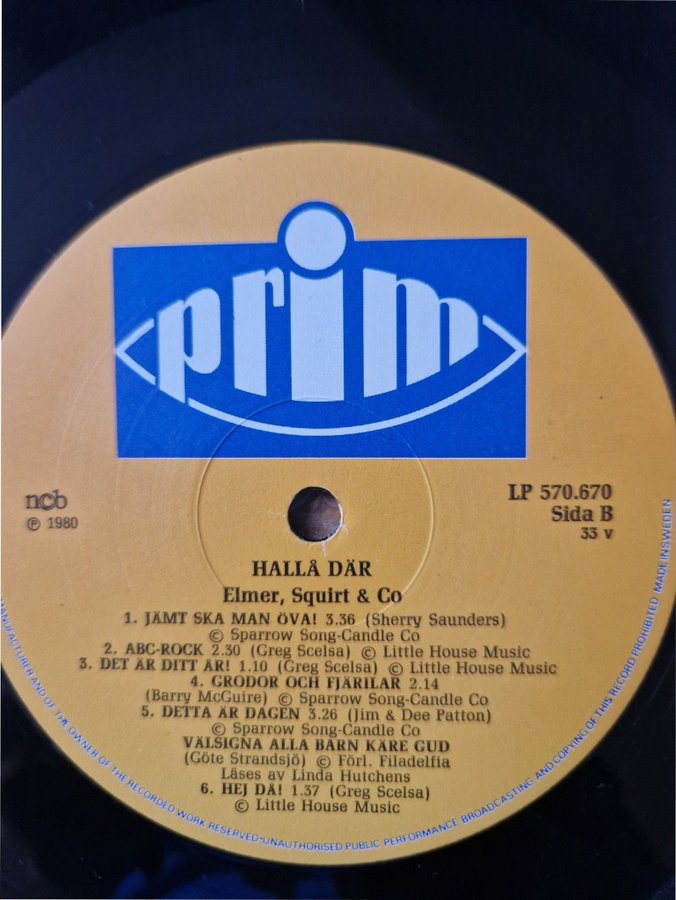 prim
ncb
℗ 1980
LP 570.670
Sida B
33 v
HALLÅ DÄR
Elmer, Squirt & Co
1. JÄMT SKA MAN ÖVA! 3.36 (Sherry Saunders)
© Sparrow Song-Candle Co
2. ABC-ROCK 2.30 (Greg Scelsa) © Little House Music
3. DET ÄR DITT ÅR! 1.10 (Greg Scelsa) © Little House Music
4. GRODOR OCH FJÄRILAR 2.14
(Barry McGuire) © Sparrow Song-Candle Co
5. DETTA ÄR DAGEN 3.26 (Jim & Dee Patton)
© Sparrow Song-Candle Co
VÄLSIGNA ALLA BARN KÄRE GUD
(Göte Strandsjö) © Förl. Filadelfia
Läses av Linda Hutchens
6. HEJ DÅ! 1.37 (Greg Scelsa)
© Little House Music
MANUFACTURER AND OF THE OWNER OF THE RECORDED WORK RESERVED-UNAUTHORISED PUBLIC PERFORMANCE BROADCASTING AND COPYING OF THIS RECORD PROHIBITED MADE IN SWEDEN